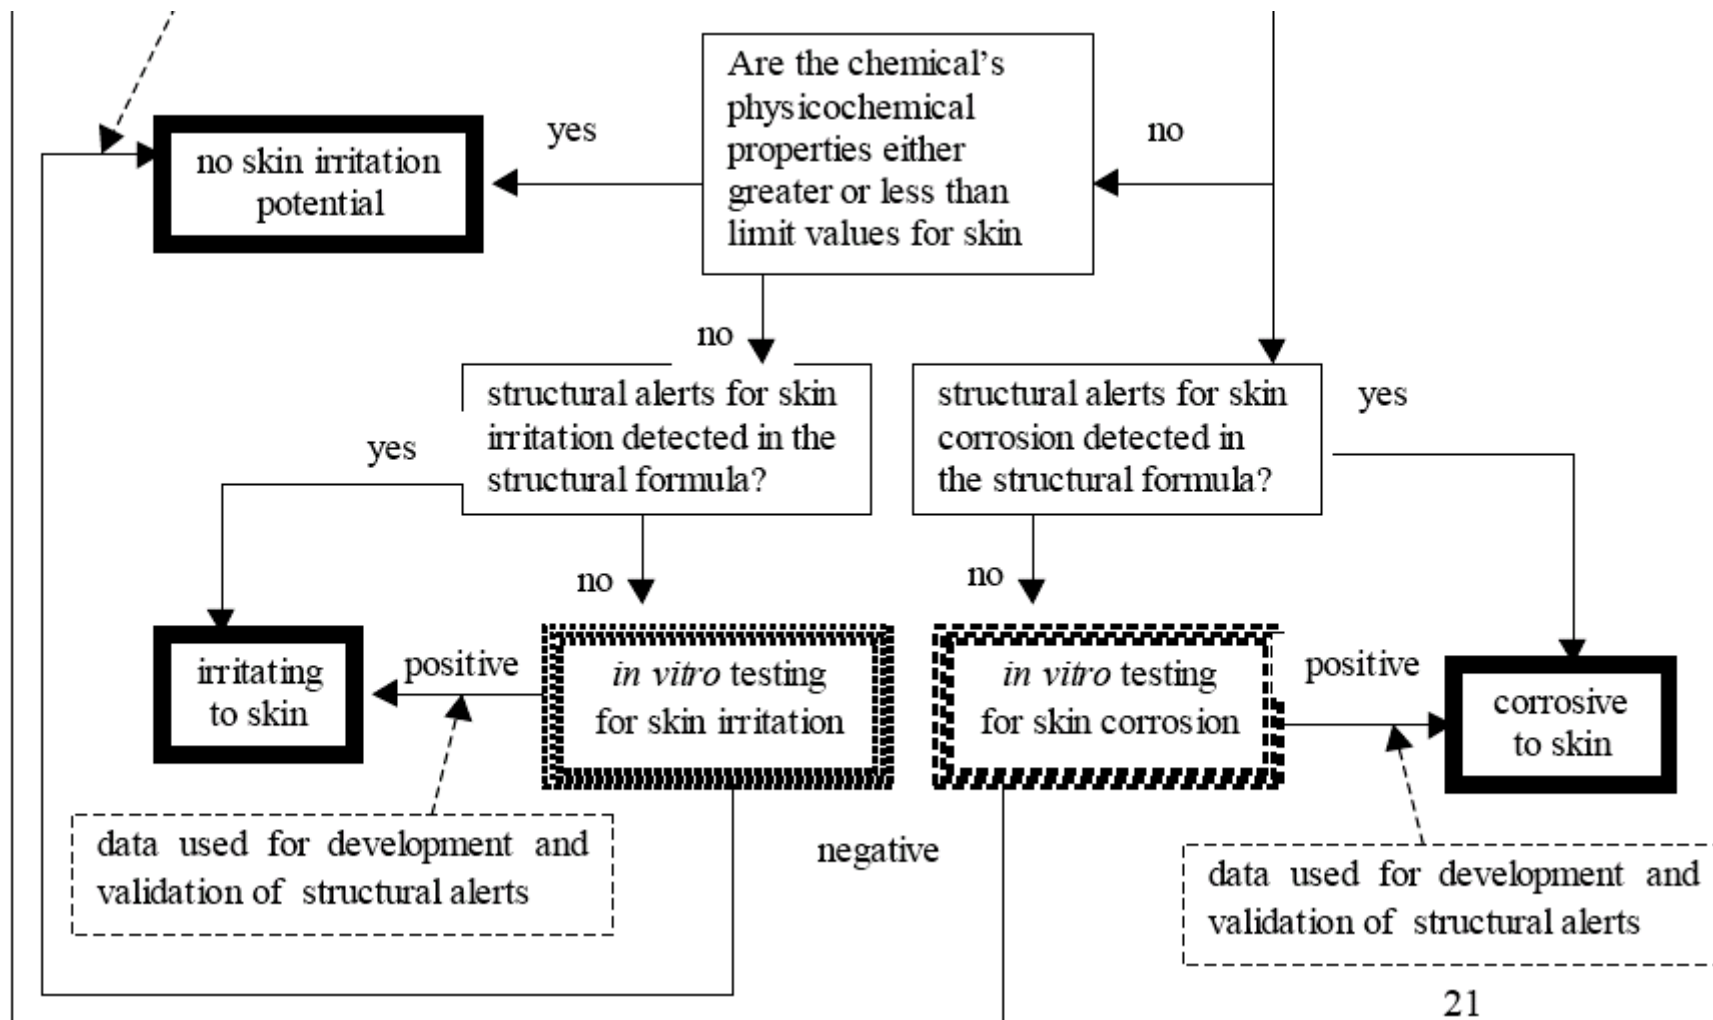 Are the chemical’s
physicochemical
properties either
greater or less than
limit values for skin
yes
no
no skin irritation
potential
no
structural alerts for skin
irritation detected in the
structural formula?
structural alerts for skin
corrosion detected in
the structural formula?
yes
yes
no
no
irritating
to skin
positive
in vitro testing
for skin irritation
in vitro testing
for skin corrosion
positive
corrosive
to skin
data used for development and
validation of structural alerts
negative
data used for development and
validation of structural alerts
21